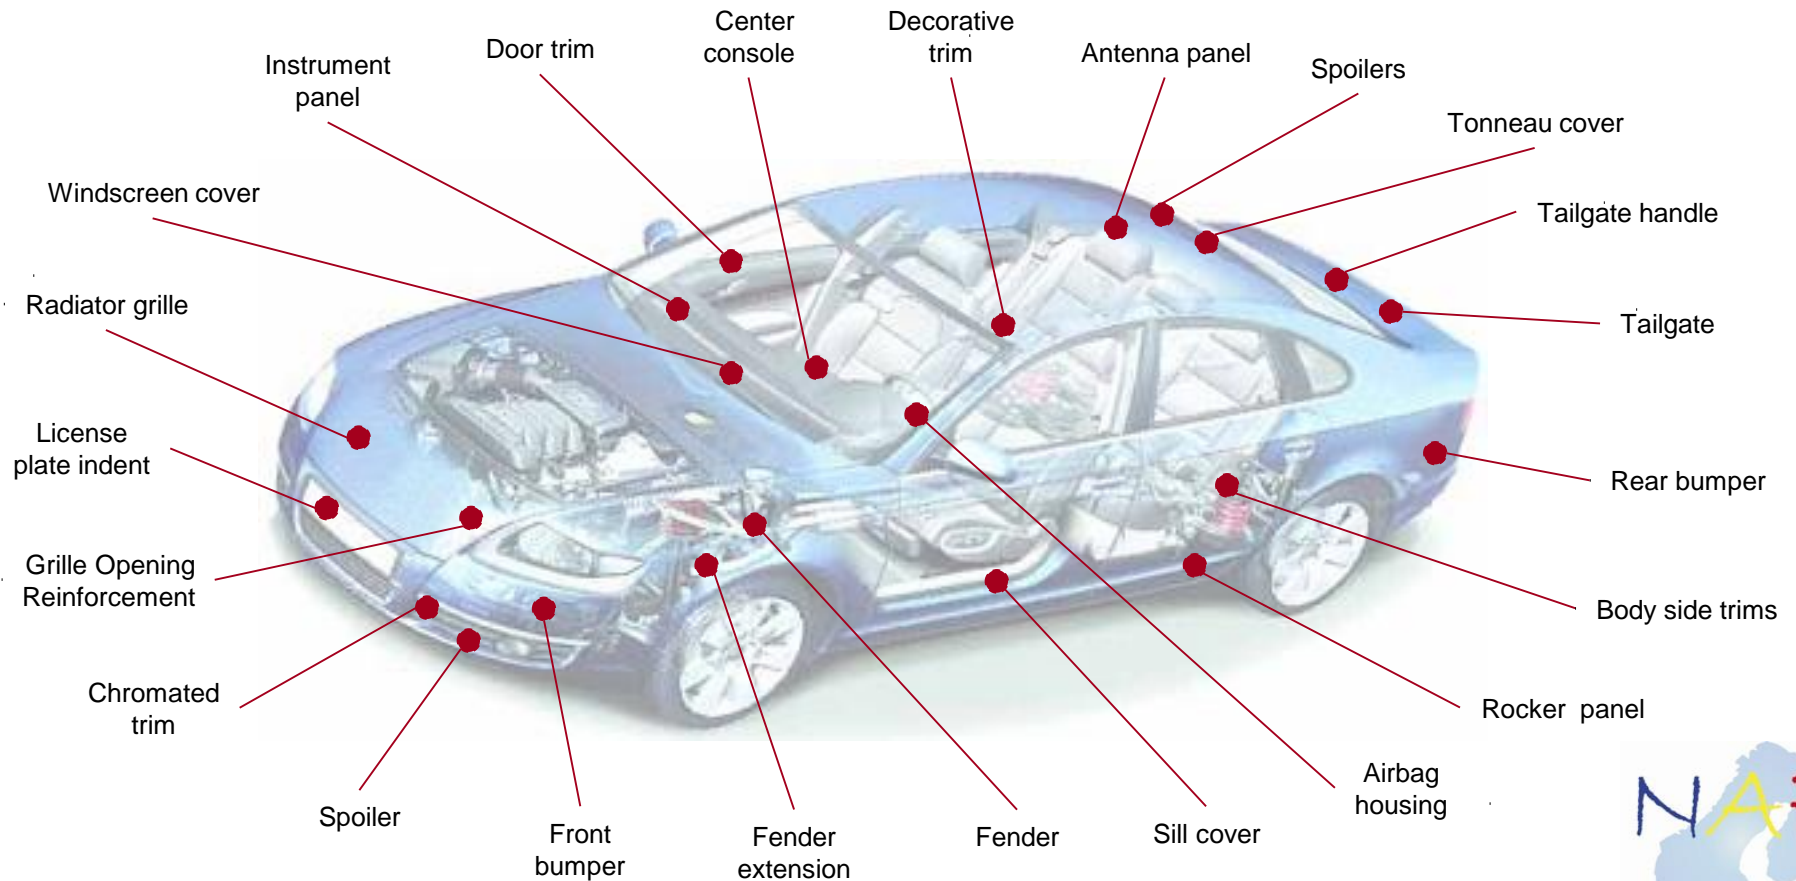 Center
console
Decorative
trim
Door trim
Antenna panel
Instrument
panel
Spoilers
Tonneau cover
Windscreen cover
Tailgate handle
Radiator grille
Tailgate
License
plate indent
Rear bumper
Grille Opening
Reinforcement
Body side trims
Chromated
trim
Rocker panel
Airbag
housing
Spoiler
Front
bumper
Fender
extension
Fender
Sill cover
NA